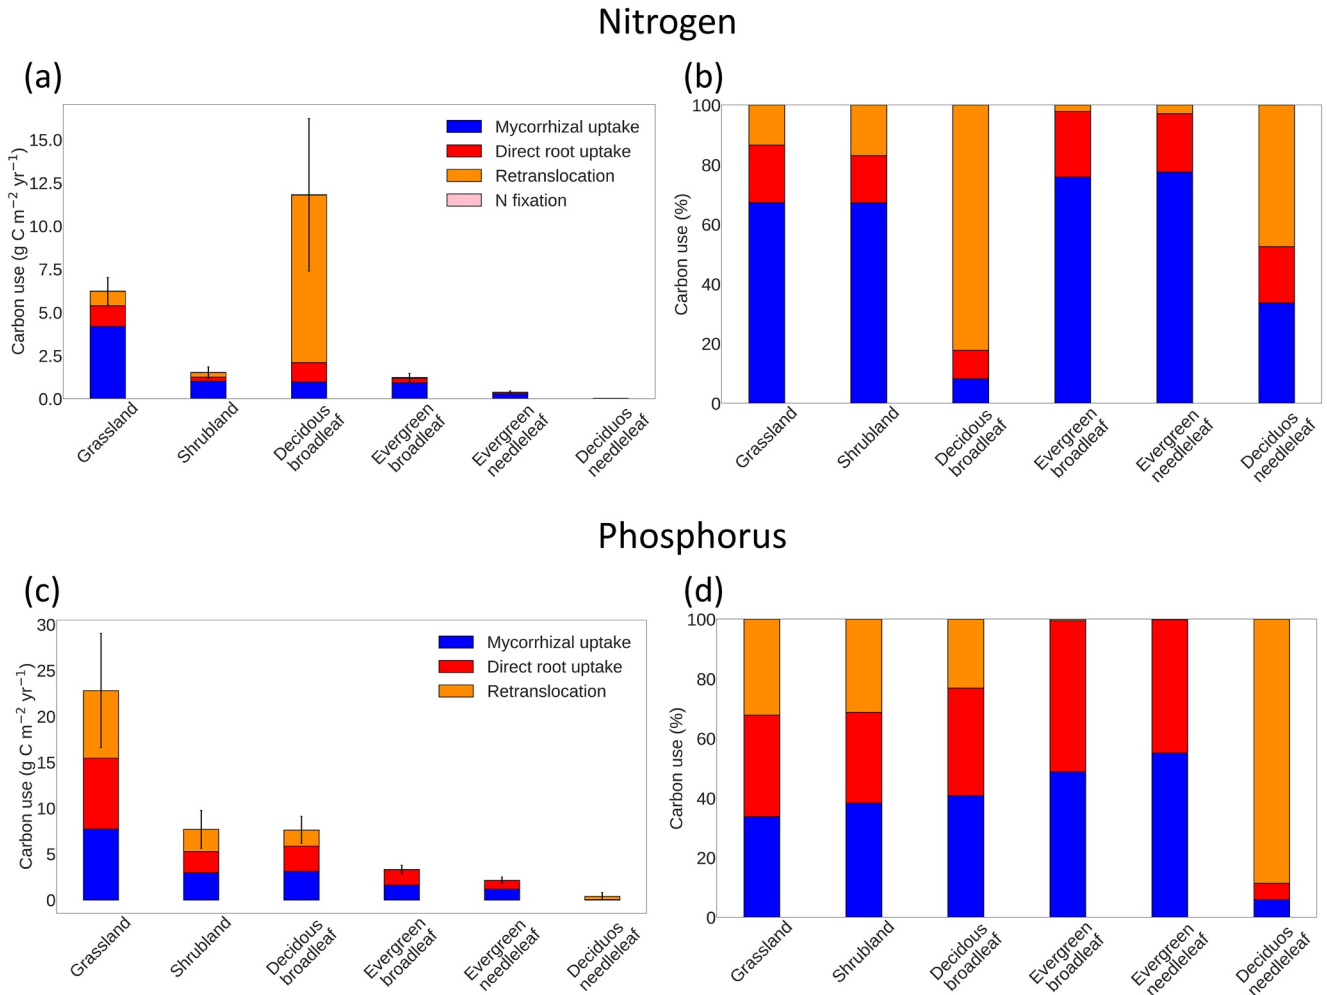 Nitrogen
(a)
Carbon use (g C m−2 yr−1)
15.0
12.5
10.0
7.5
5.0
2.5
0.0
Mycorrhizal uptake
Direct root uptake
Retranslocation
N fixation
Grassland
Shrubland
Decidous
broadleaf
Evergreen
broadleaf
Evergreen
needleleaf
Deciduos
needleleaf
(b)
Carbon use (%)
100
80
60
40
20
0
Grassland
Shrubland
Decidous
broadleaf
Evergreen
broadleaf
Evergreen
needleleaf
Deciduos
needleleaf
Phosphorus
(c)
Carbon use (g C m−2 yr−1)
30
25
20
15
10
5
0
Mycorrhizal uptake
Direct root uptake
Retranslocation
Grassland
Shrubland
Decidous
broadleaf
Evergreen
broadleaf
Evergreen
needleleaf
Deciduos
needleleaf
(d)
Carbon use (%)
100
80
60
40
20
0
Grassland
Shrubland
Decidous
broadleaf
Evergreen
broadleaf
Evergreen
needleleaf
Deciduos
needleleaf